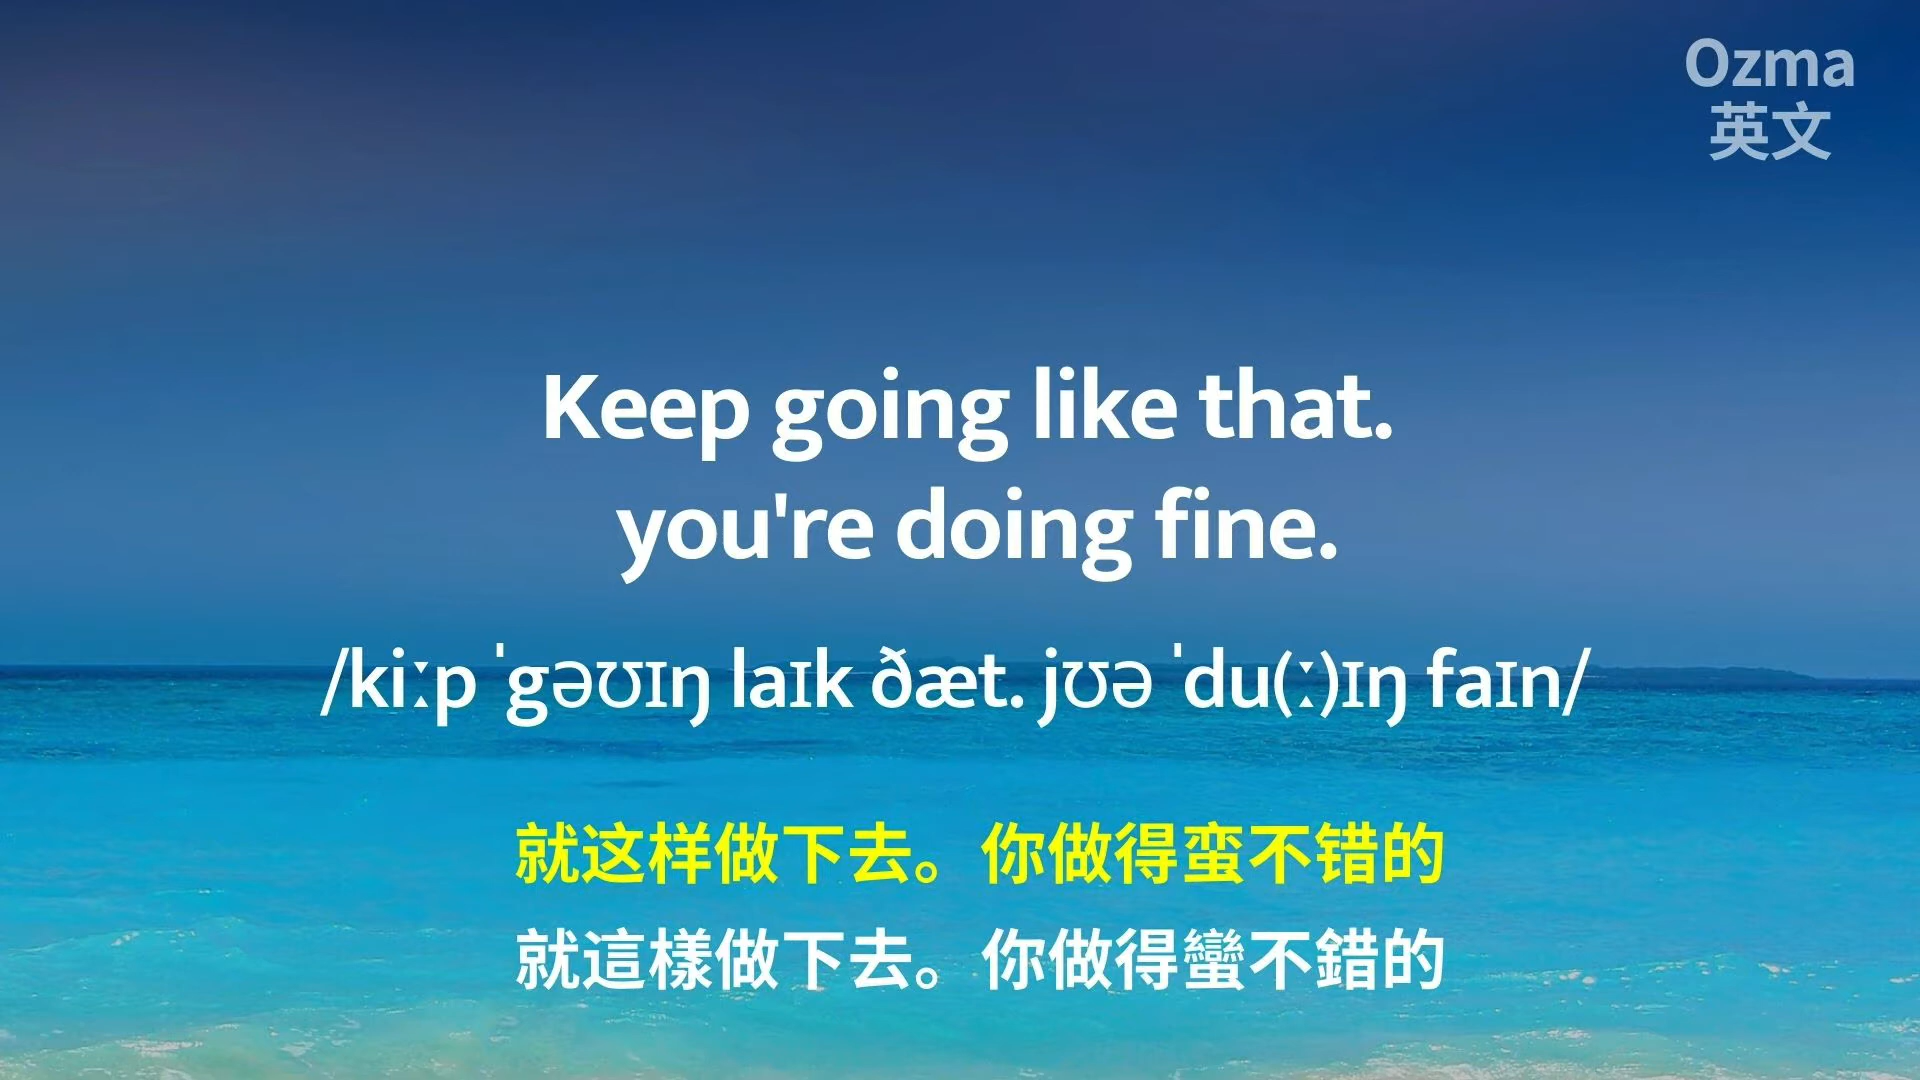 Ozma
英文
Keep going like that.
you're doing fine.
/kiːp ˈgəʊɪŋ laɪk ðæt. jʊə ˈdu(ː)ɪŋ faɪn/
就这样做下去。你做得蛮不错的
就這樣做下去。你做得蠻不錯的